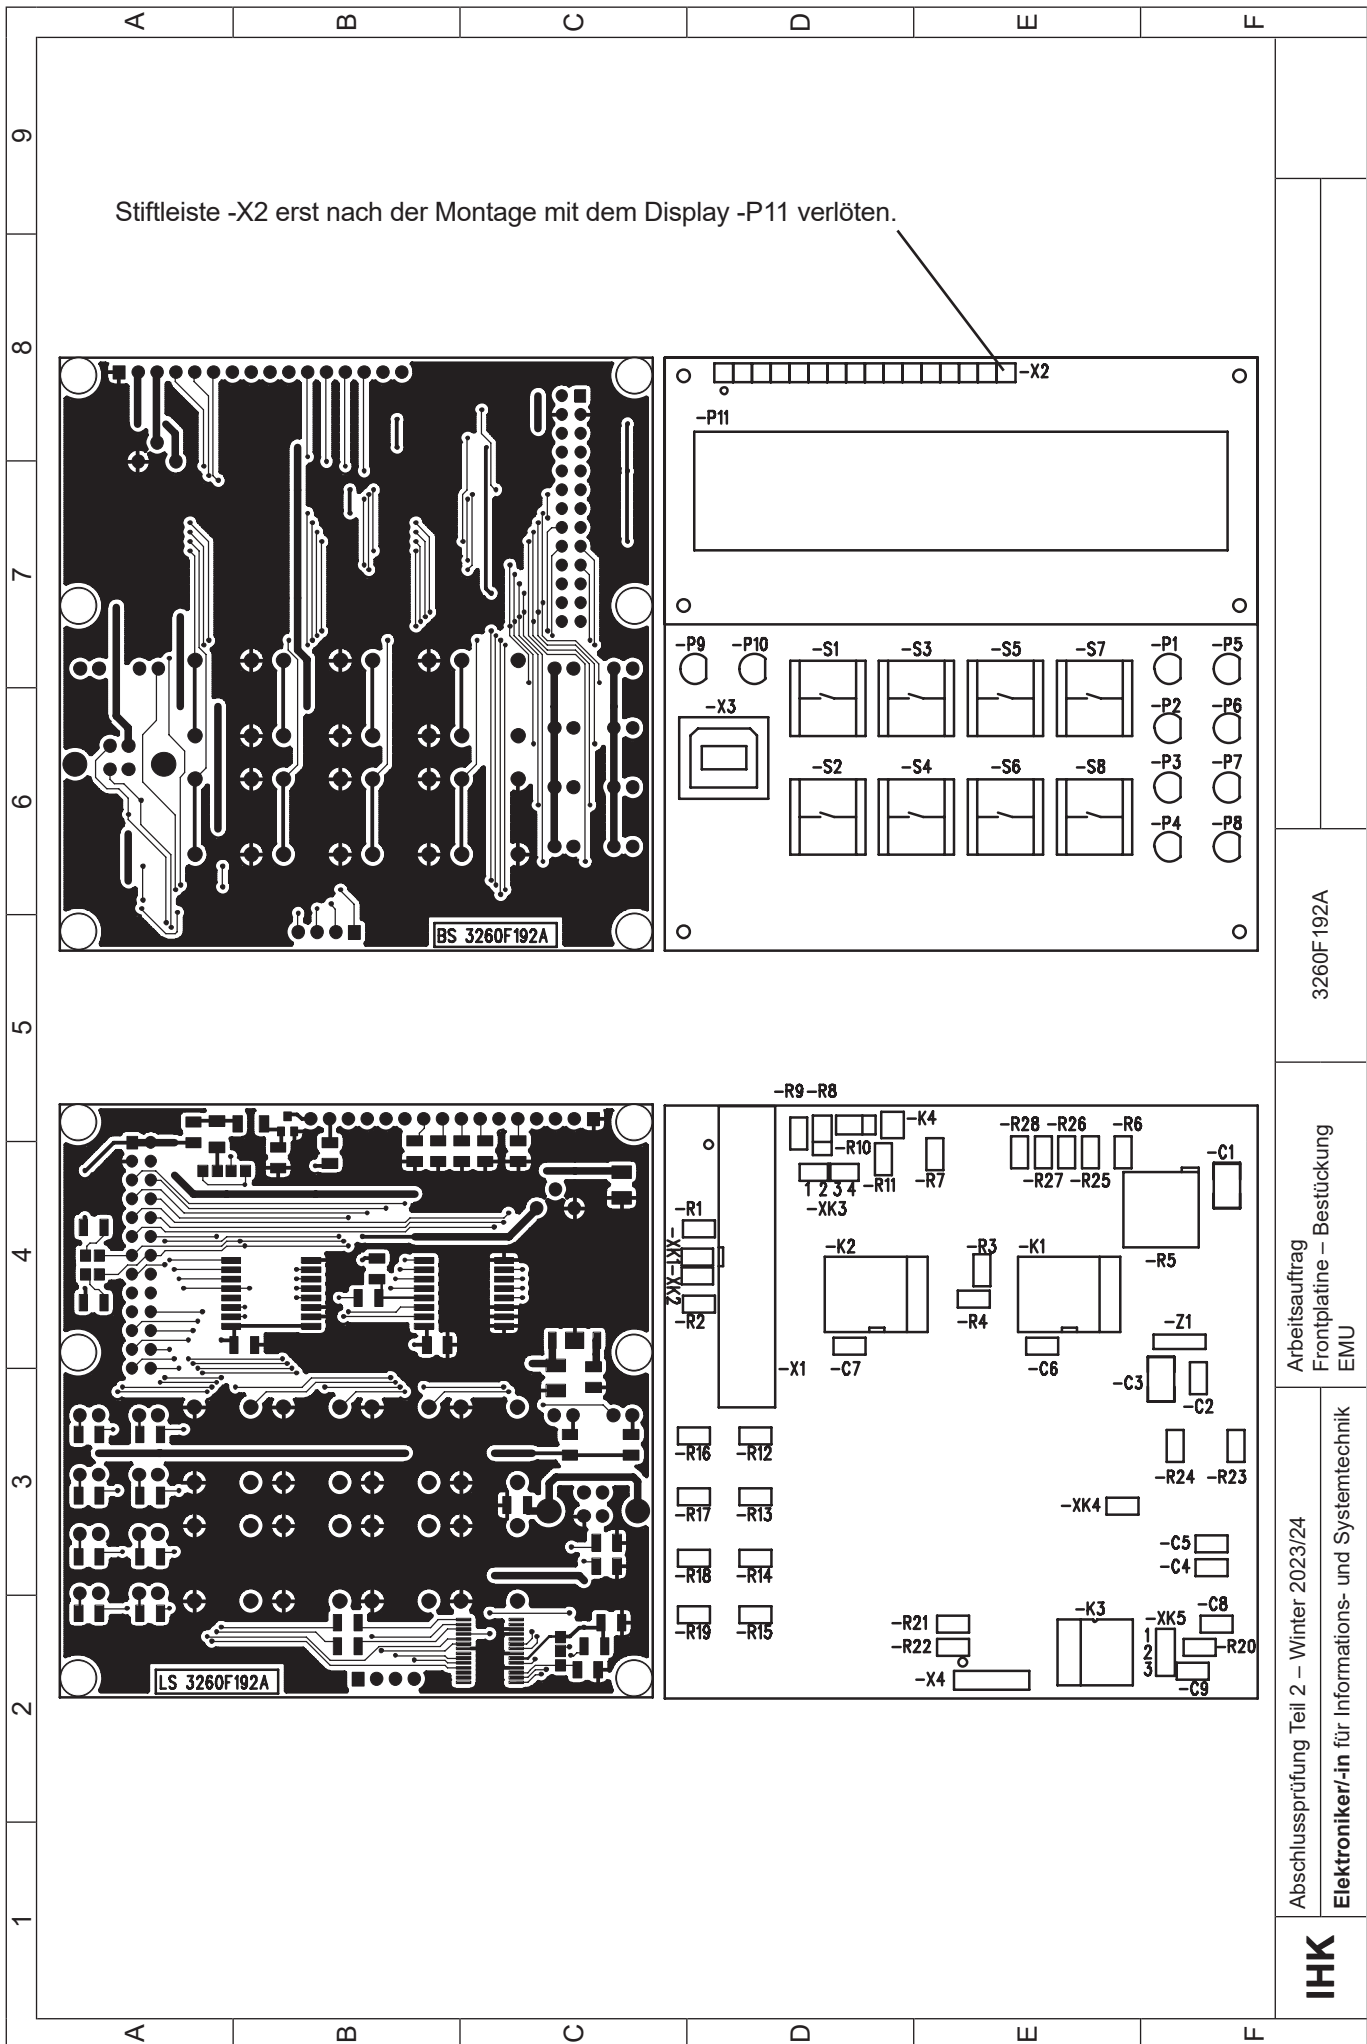 A
B
C
D
E
F
9
8
7
6
5
4
3
2
1
Stiftleiste -X2 erst nach der Montage mit dem Display -P11 verlöten.
-X2
-P11
-P9
-P10
-S1
-S3
-S5
-S7
-P1
-P5
-X3
-P2
-P6
-S2
-S4
-S6
-S8
-P3
-P7
-P4
-P8
BS 3260F192A
-R9-R8
-K4
-R10
-R28
-R26
-R6
-C1
-R11
-R7
-R27
-R25
1 2 3 4
-XK3
-R1
-XK1-XK2
-K2
-R3
-K1
-R5
-R2
-R4
-Z1
-X1
-C7
-C6
-C3
-C2
-R16
-R12
-R24
-R23
-R17
-R13
-XK4
-C5
-C4
-R18
-R14
-R21
-K3
-XK5
-C8
-R19
-R15
-R22
1
2
3
-R20
-X4
-C9
LS 3260F192A
A
B
C
D
E
F
IHK
Abschlussprüfung Teil 2 – Winter 2023/24
Elektroniker/-in für Informations- und Systemtechnik
Arbeitsauftrag
Frontplatine – Bestückung
EMU
3260F192A